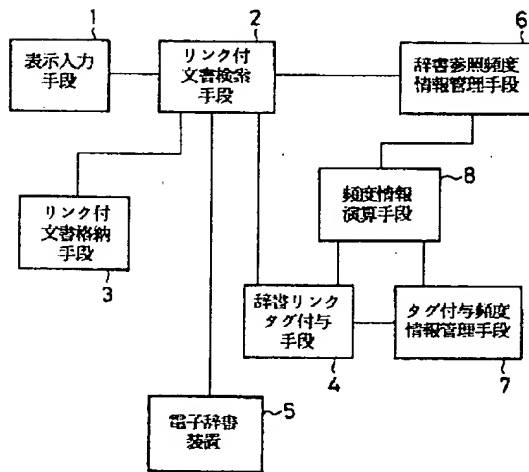 1
表示入力
手段
2
リンク付
文書検索
手段
6
辞書参照頻度
情報管理手段
リンク付
文書格納
手段
3
8
頻度情報
演算手段
辞書リンク
タグ付与
手段
4
タグ付与頻度
情報管理手段
7
電子辞書
装置
5